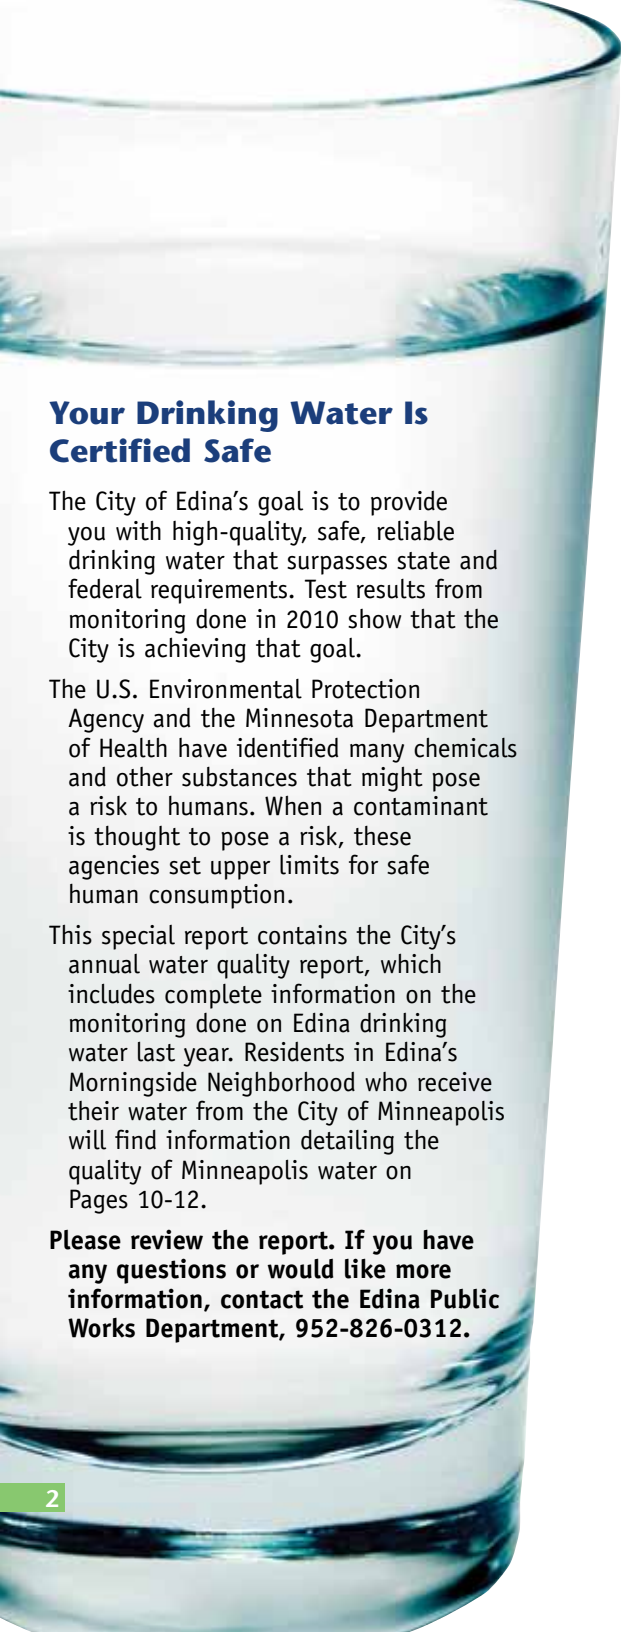 Your Drinking Water Is
Certified Safe
The City of Edina’s goal is to provide
you with high-quality, safe, reliable
drinking water that surpasses state and
federal requirements. Test results from
monitoring done in 2010 show that the
City is achieving that goal.
The U.S. Environmental Protection
Agency and the Minnesota Department
of Health have identified many chemicals
and other substances that might pose
a risk to humans. When a contaminant
is thought to pose a risk, these
agencies set upper limits for safe
human consumption.
This special report contains the City’s
annual water quality report, which
includes complete information on the
monitoring done on Edina drinking
water last year. Residents in Edina’s
Morningside Neighborhood who receive
their water from the City of Minneapolis
will find information detailing the
quality of Minneapolis water on
Pages 10-12.
Please review the report. If you have
any questions or would like more
information, contact the Edina Public
Works Department, 952-826-0312.
2